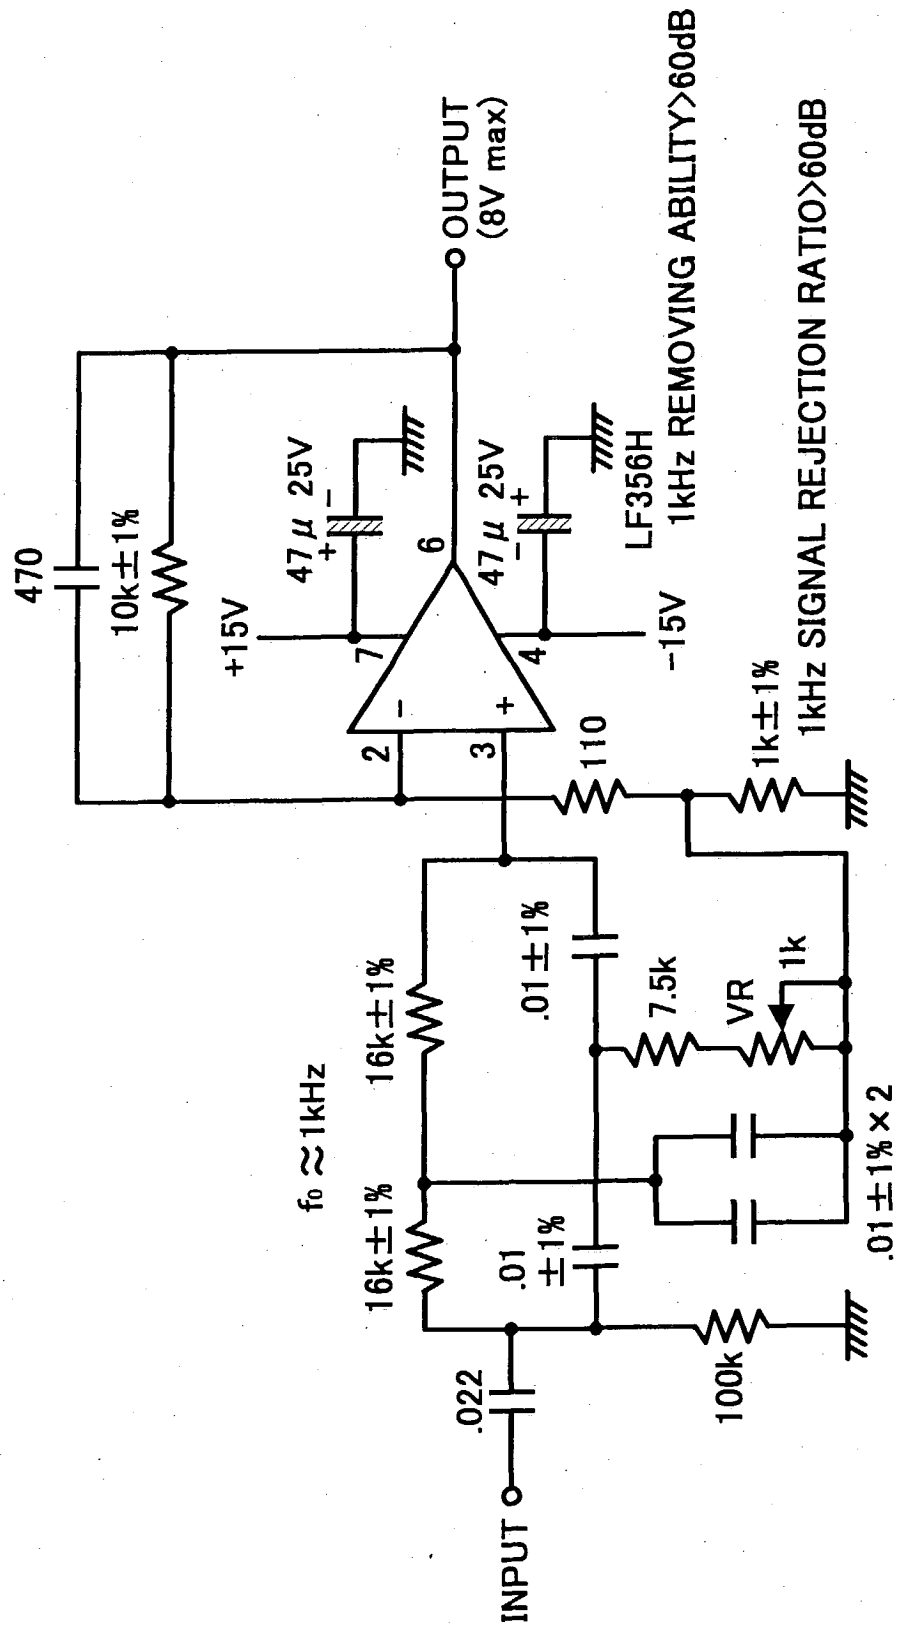 470
10k±1%
+15V
47μ 25V
+ −
7
2
−
6
OUTPUT
(8V max)
3
+
4
47μ 25V
− +
−15V
LF356H
1kHz REMOVING ABILITY>60dB
110
1k±1%
1kHz SIGNAL REJECTION RATIO>60dB
f₀≈1kHz
16k±1%
16k±1%
.01±1%
.01
±1%
7.5k
VR
1k
.022
INPUT
100k
.01±1%×2